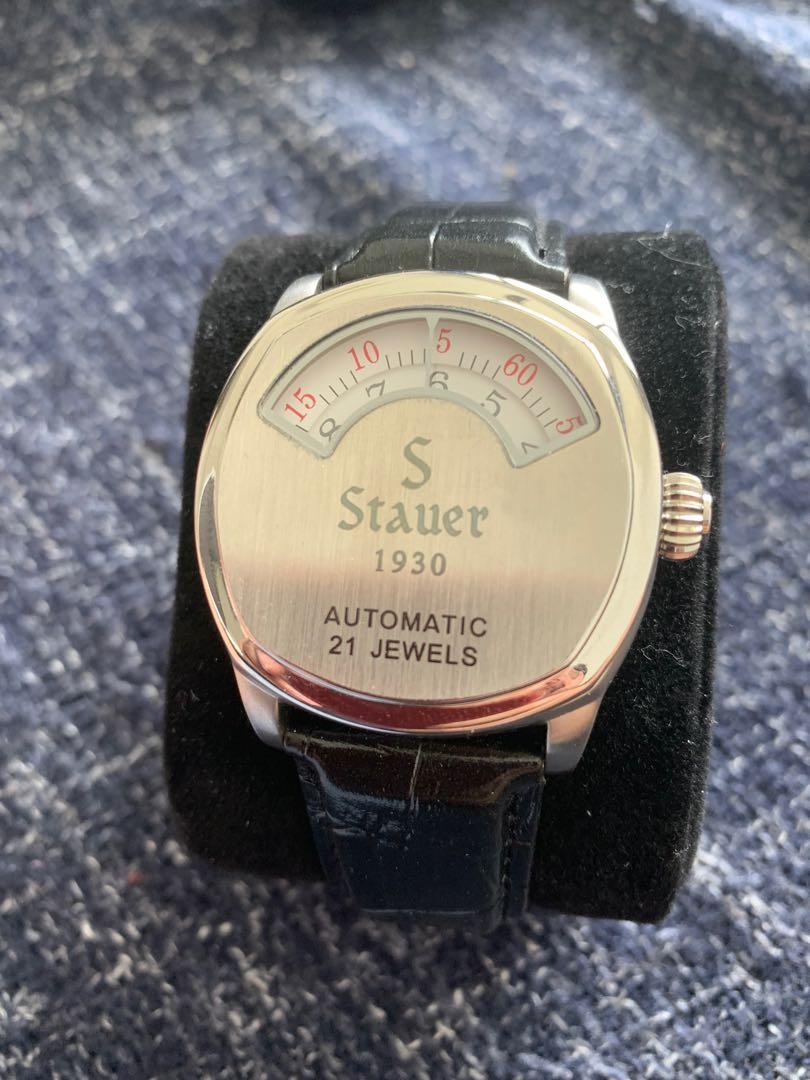 15 10 5 60 5
8 7 6 5
S
Stauer
1930
AUTOMATIC
21 JEWELS